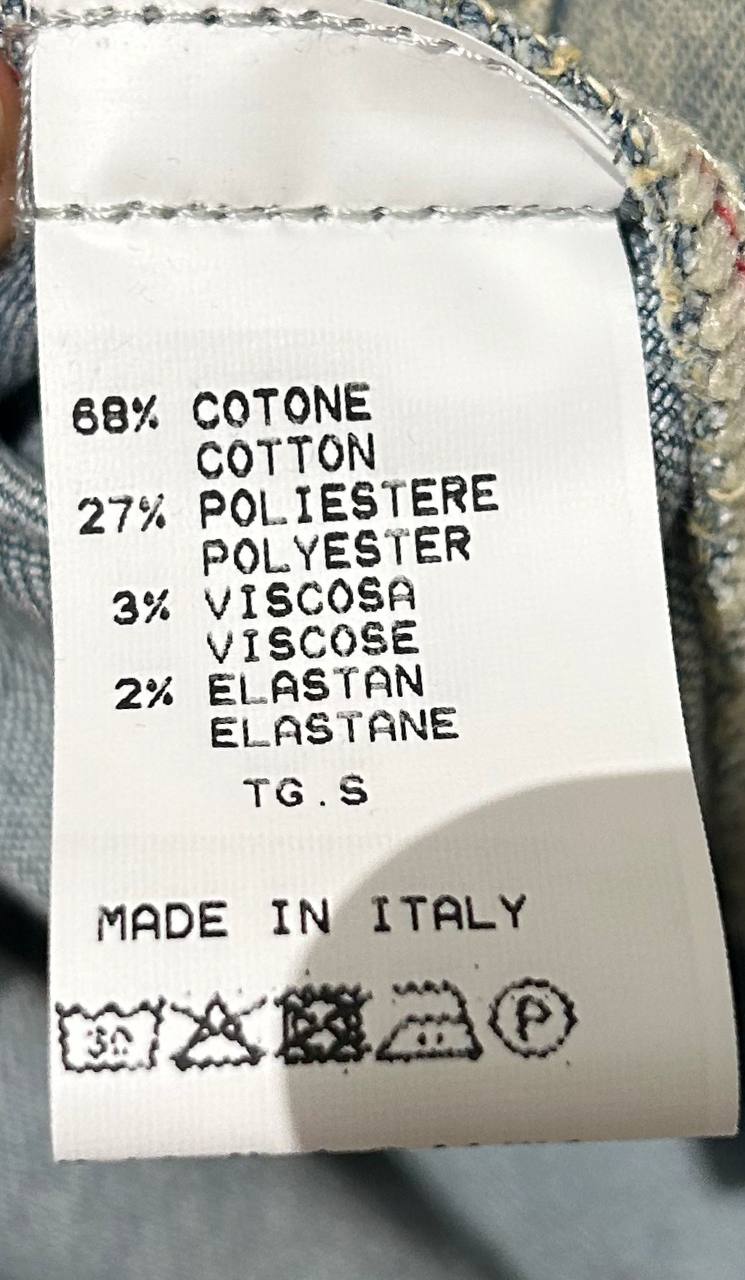 68% COTONE
COTTON
27% POLIESTERE
POLYESTER
3% VISCOSA
VISCOSE
2% ELASTAN
ELASTANE
TG.S
MADE IN ITALY
30 P